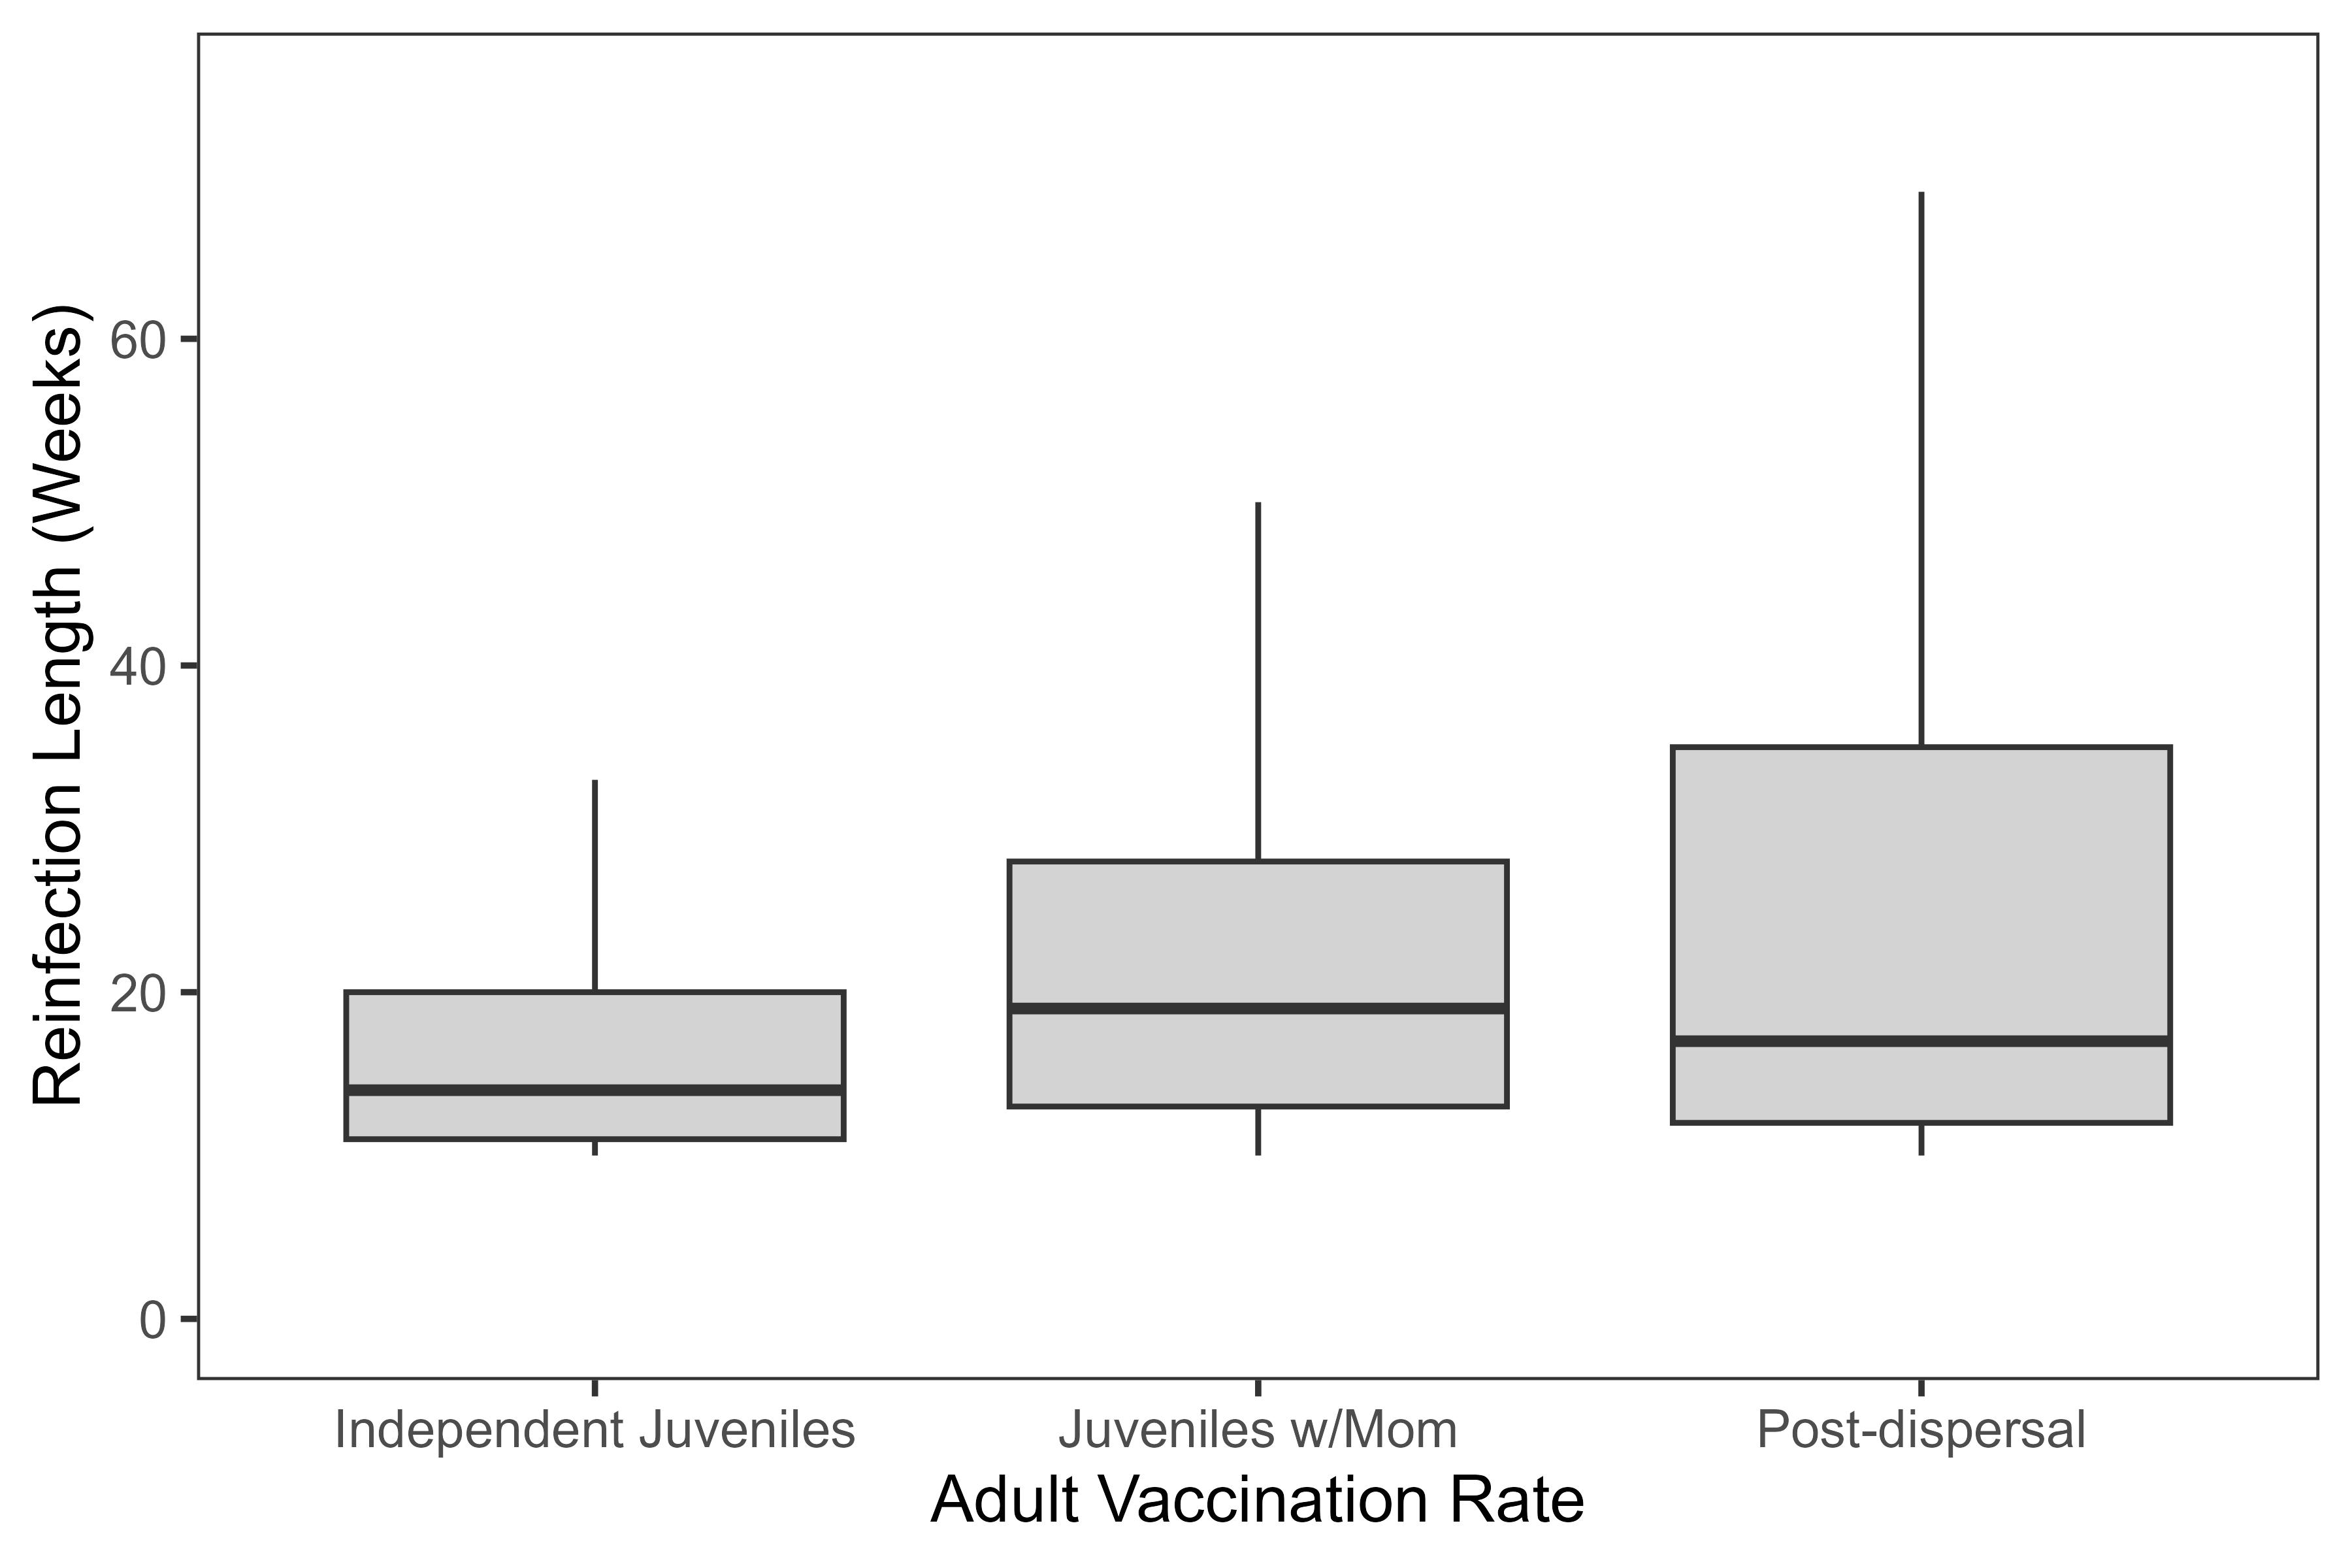 Reinfection Length (Weeks)
60
40
20
0
Independent Juveniles
Juveniles w/Mom
Post-dispersal
Adult Vaccination Rate